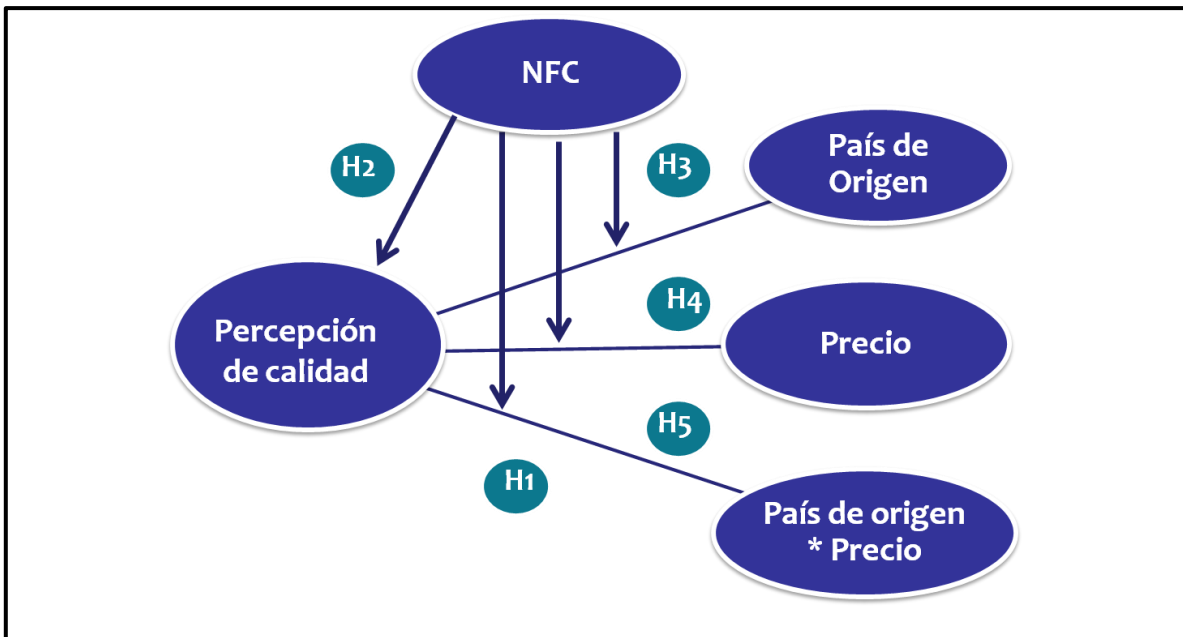 NFC
H2
H3
País de
Origen
H4
Percepción
de calidad
Precio
H5
H1
País de origen
* Precio